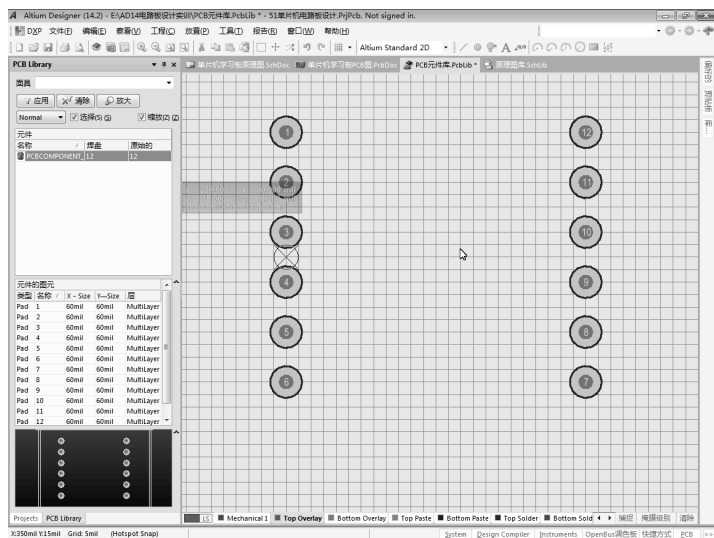 Altium Designer (14.2) - E:\AD14电路板设计实训\PCB元件库.PcbLib * - 51单片机电路板设计.PrjPcb. Not signed in.
DXP 文件(F) 编辑(E) 察看(V) 工程(C) 放置(P) 工具(T) 报告(R) 窗口(W) 帮助(H)
Altium Standard 2D
PCB Library
单片机学习板原理图.SchDoc 单片机学习板PCB图.PcbDoc PCB元件库.PcbLib * 原理图库.SchLib
面具
应用 清除 放大
Normal 选择(S) (S) 缩放(Z) (Z)
元件
名称 / 焊盘 原始的
PCBCOMPONENT_ 12 12
元件的图元
类型 名称 / X - Size Y—Size 层
Pad 1 60mil 60mil MultiLayer
Pad 2 60mil 60mil MultiLayer
Pad 3 60mil 60mil MultiLayer
Pad 4 60mil 60mil MultiLayer
Pad 5 60mil 60mil MultiLayer
Pad 6 60mil 60mil MultiLayer
Pad 7 60mil 60mil MultiLayer
Pad 8 60mil 60mil MultiLayer
Pad 9 60mil 60mil MultiLayer
Pad 10 60mil 60mil MultiLayer
Pad 11 60mil 60mil MultiLayer
Pad 12 60mil 60mil MultiLayer
1 12
2 11
3 10
4 9
5 8
6 7
Projects PCB Library
LS Mechanical 1 Top Overlay Bottom Overlay Top Paste Bottom Paste Top Solder Bottom Sold 捕捉 掩膜级别 清除
X:350mil Y:15mil Grid: 5mil (Hotspot Snap)
System Design Compiler Instruments OpenBus调色板 快捷方式 PCB >>